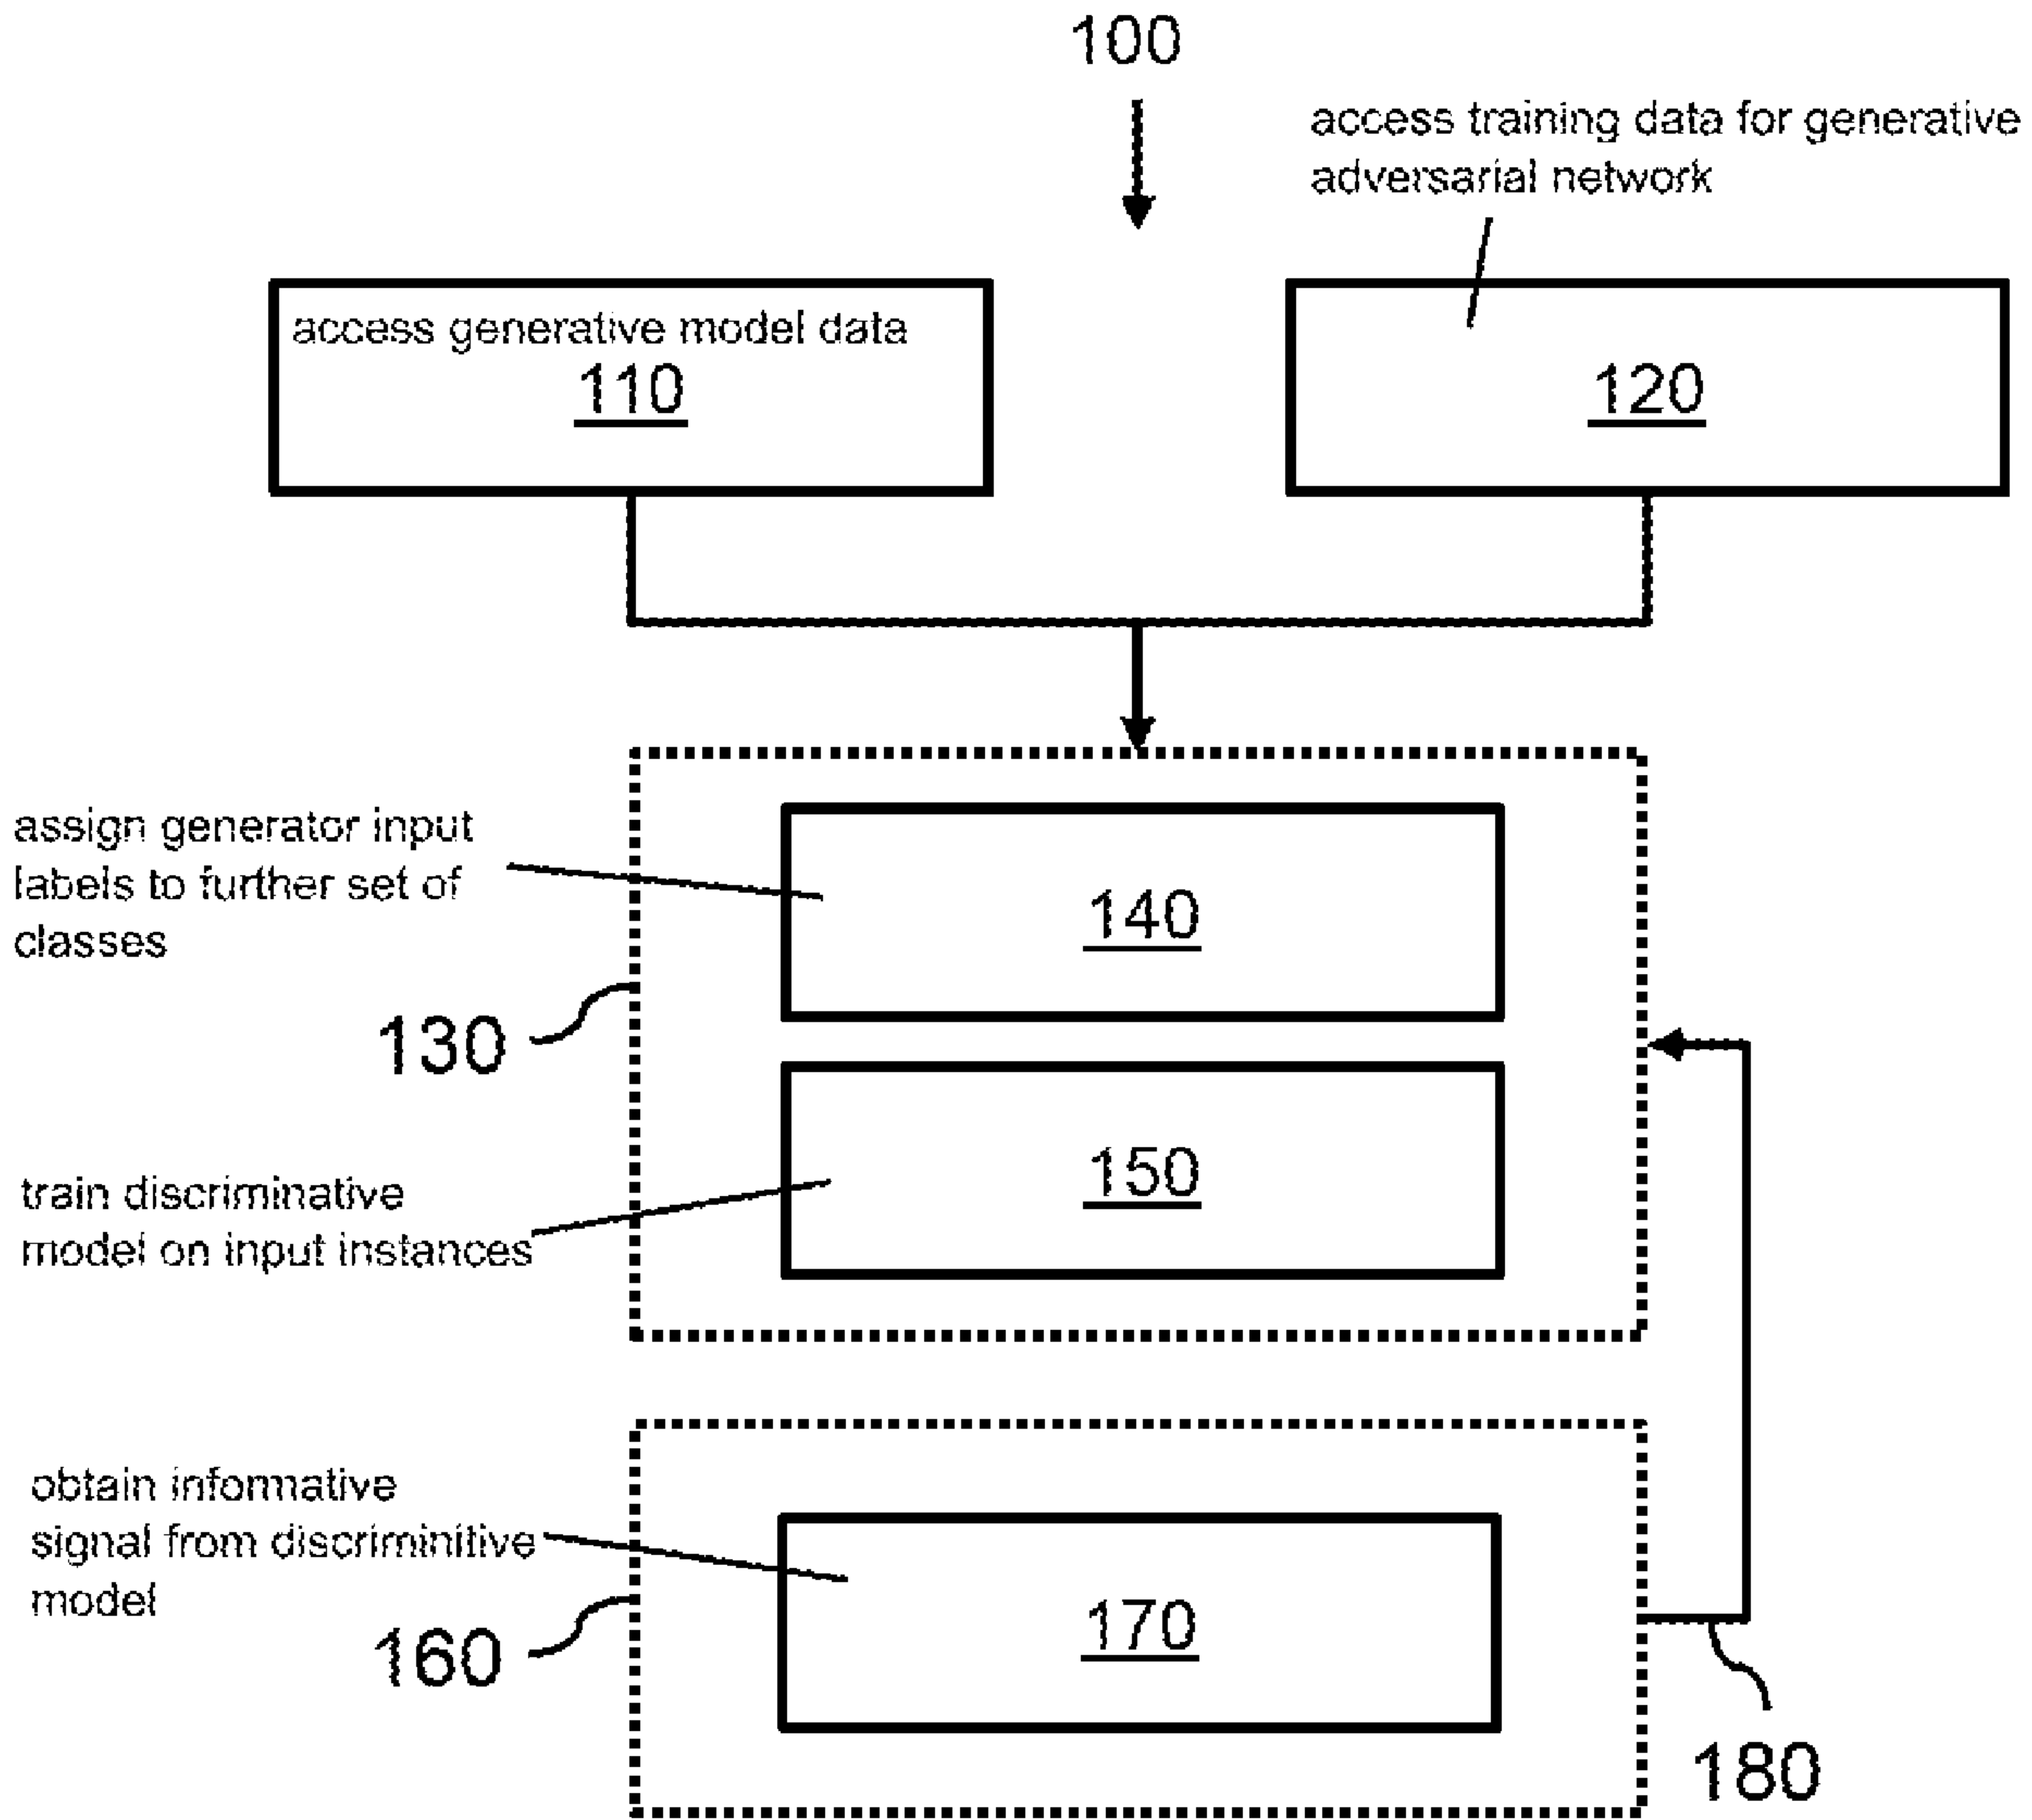 100
access training data for generative
adversarial network
access generative model data
110
120
assign generator input
labels to further set of
classes
140
130
150
train discriminative
model on input instances
obtain informative
signal from discriminitive
model
170
160
180